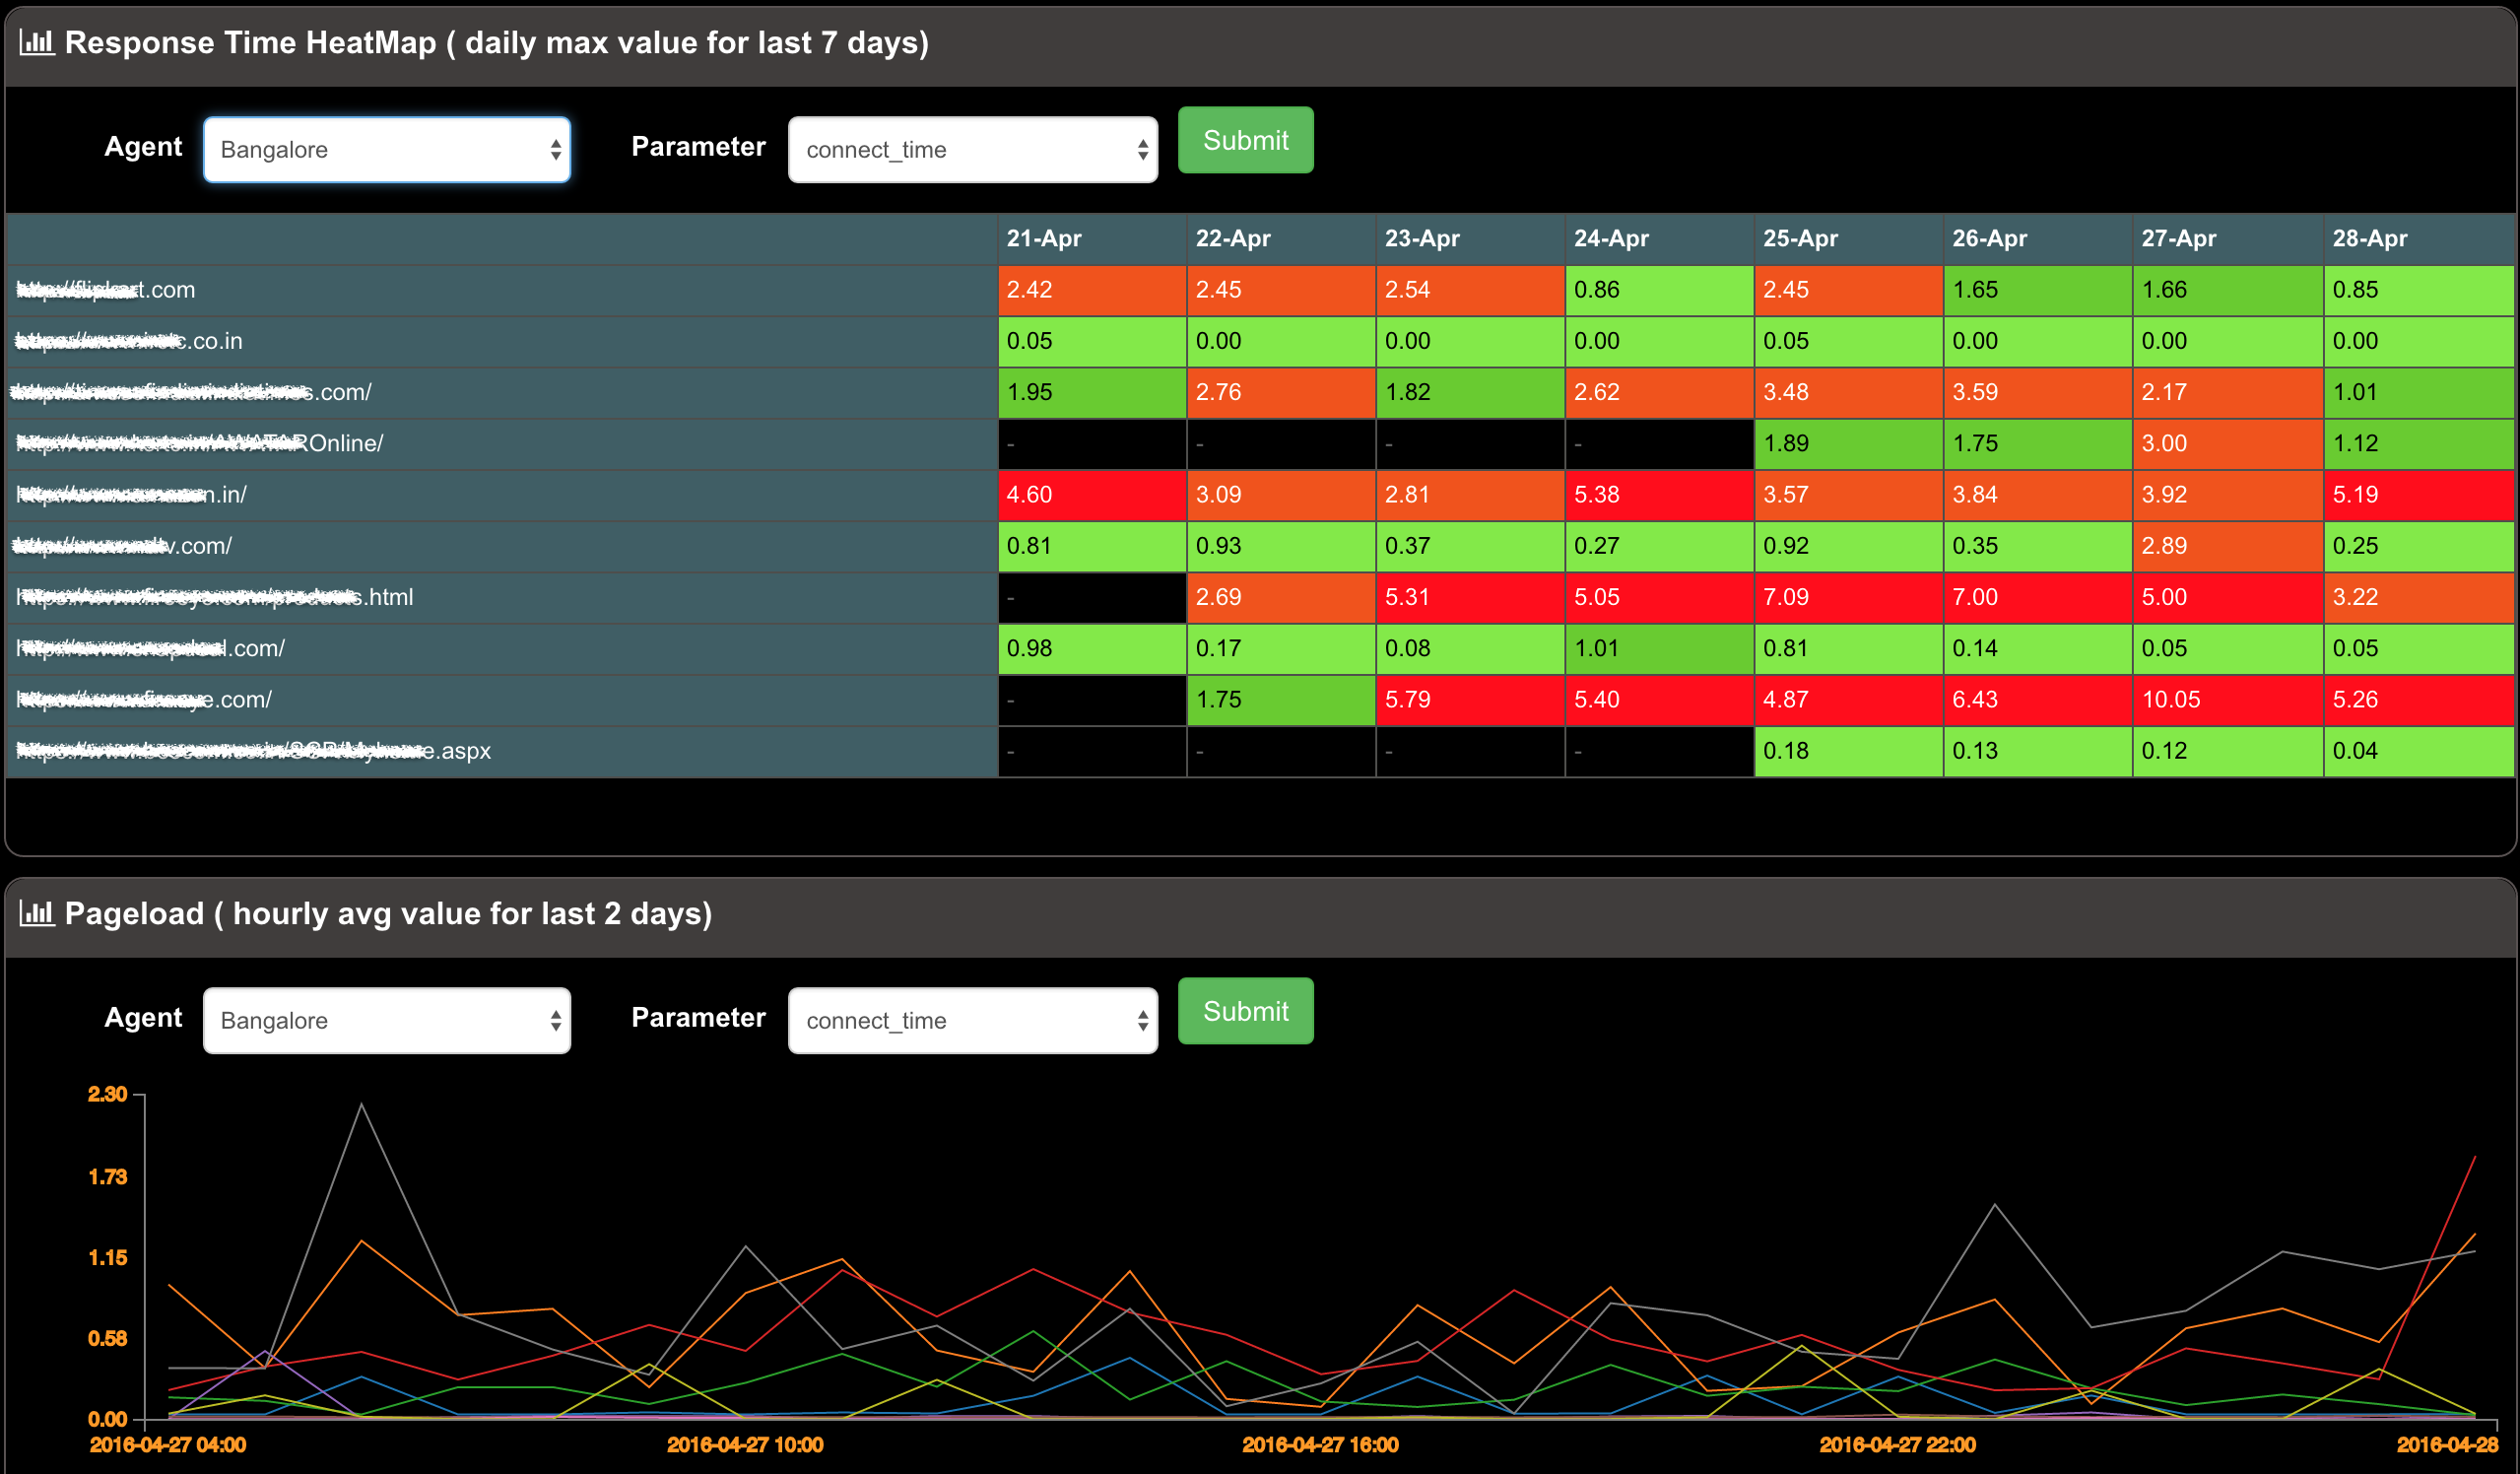 Response Time HeatMap ( daily max value for last 7 days)
Agent Bangalore Parameter connect_time Submit
21-Apr 22-Apr 23-Apr 24-Apr 25-Apr 26-Apr 27-Apr 28-Apr
t.com 2.42 2.45 2.54 0.86 2.45 1.65 1.66 0.85
c.co.in 0.05 0.00 0.00 0.00 0.05 0.00 0.00 0.00
s.com/ 1.95 2.76 1.82 2.62 3.48 3.59 2.17 1.01
ROnline/ - - - - 1.89 1.75 3.00 1.12
n.in/ 4.60 3.09 2.81 5.38 3.57 3.84 3.92 5.19
v.com/ 0.81 0.93 0.37 0.27 0.92 0.35 2.89 0.25
s.html - 2.69 5.31 5.05 7.09 7.00 5.00 3.22
l.com/ 0.98 0.17 0.08 1.01 0.81 0.14 0.05 0.05
e.com/ - 1.75 5.79 5.40 4.87 6.43 10.05 5.26
e.aspx - - - - 0.18 0.13 0.12 0.04
Pageload ( hourly avg value for last 2 days)
Agent Bangalore Parameter connect_time Submit
2.30
1.73
1.15
0.58
0.00
2016-04-27 04:00 2016-04-27 10:00 2016-04-27 16:00 2016-04-27 22:00 2016-04-28